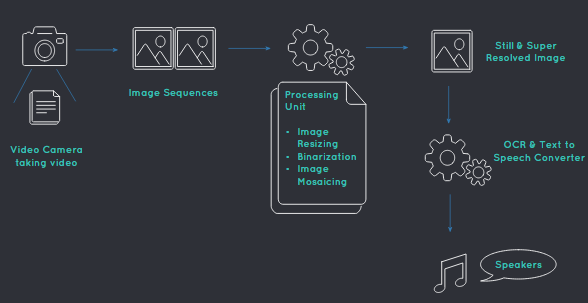 Video Camera
taking video
Image Sequences
Processing
Unit
• Image
Resizing
• Binarization
• Image
Mosaicing
Still & Super
Resolved Image
OCR & Text to
Speech Converter
Speakers